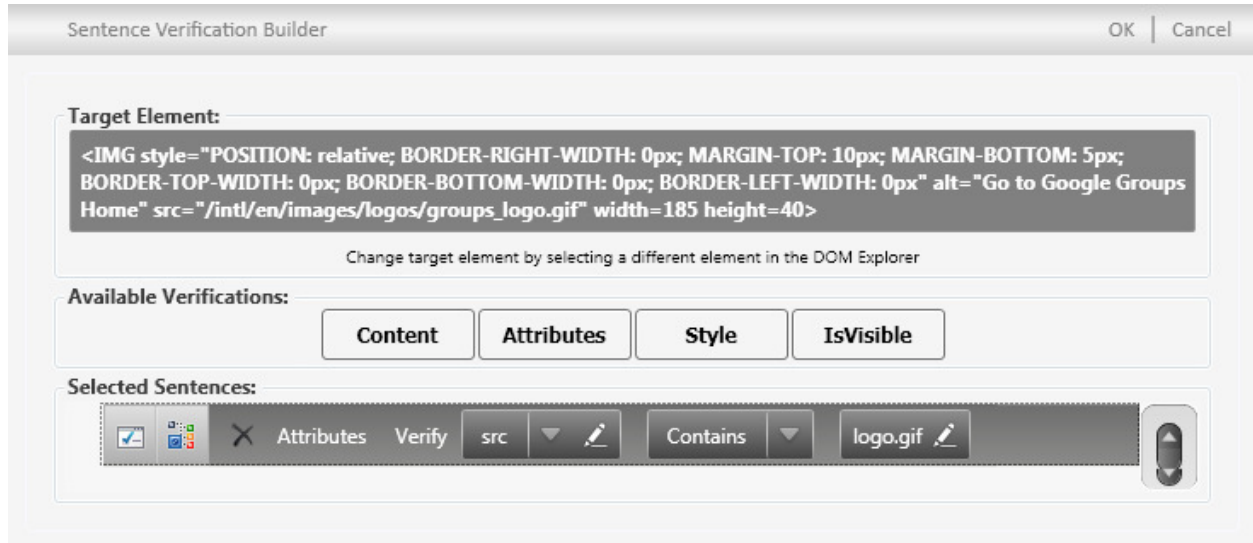 Sentence Verification Builder
OK | Cancel
Target Element:
<IMG style="POSITION: relative; BORDER-RIGHT-WIDTH: 0px; MARGIN-TOP: 10px; MARGIN-BOTTOM: 5px;
BORDER-TOP-WIDTH: 0px; BORDER-BOTTOM-WIDTH: 0px; BORDER-LEFT-WIDTH: 0px" alt="Go to Google Groups
Home" src="/intl/en/images/logos/groups_logo.gif" width=185 height=40>
Change target element by selecting a different element in the DOM Explorer
Available Verifications:
Content Attributes Style IsVisible
Selected Sentences:
Attributes Verify src Contains logo.gif